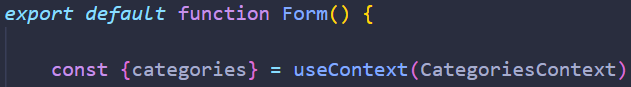 export default function Form() {
const {categories} = useContext(CategoriesContext)